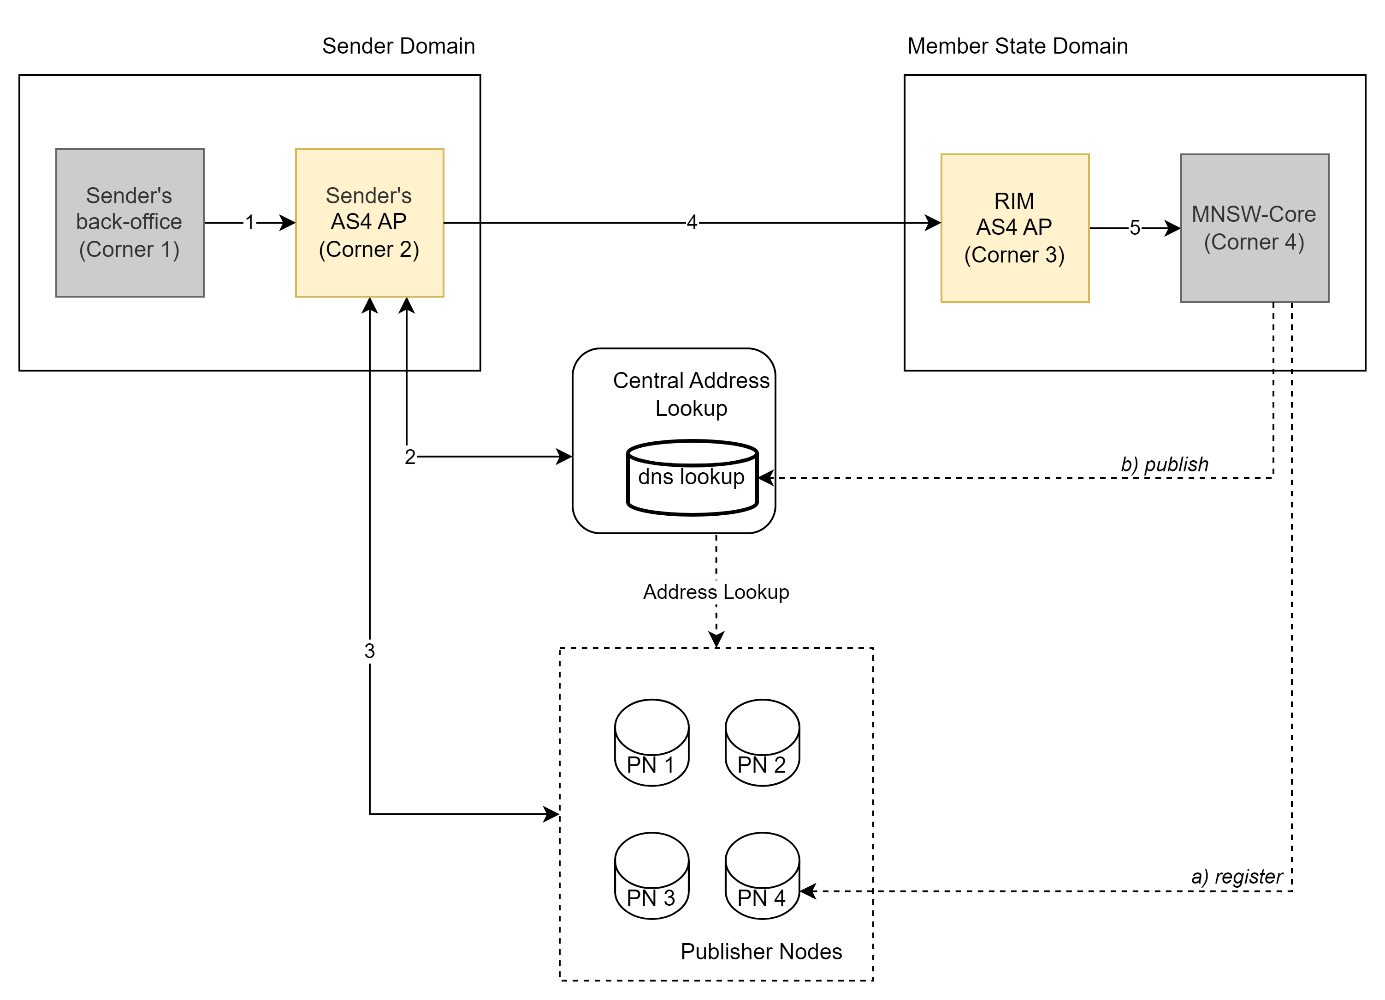 Sender Domain
Member State Domain
Sender's
back-office
(Corner 1)
1
Sender's
AS4 AP
(Corner 2)
4
RIM
AS4 AP
(Corner 3)
5
MNSW-Core
(Corner 4)
Central Address
Lookup
dns lookup
2
b) publish
Address Lookup
3
PN 1
PN 2
PN 3
PN 4
a) register
Publisher Nodes